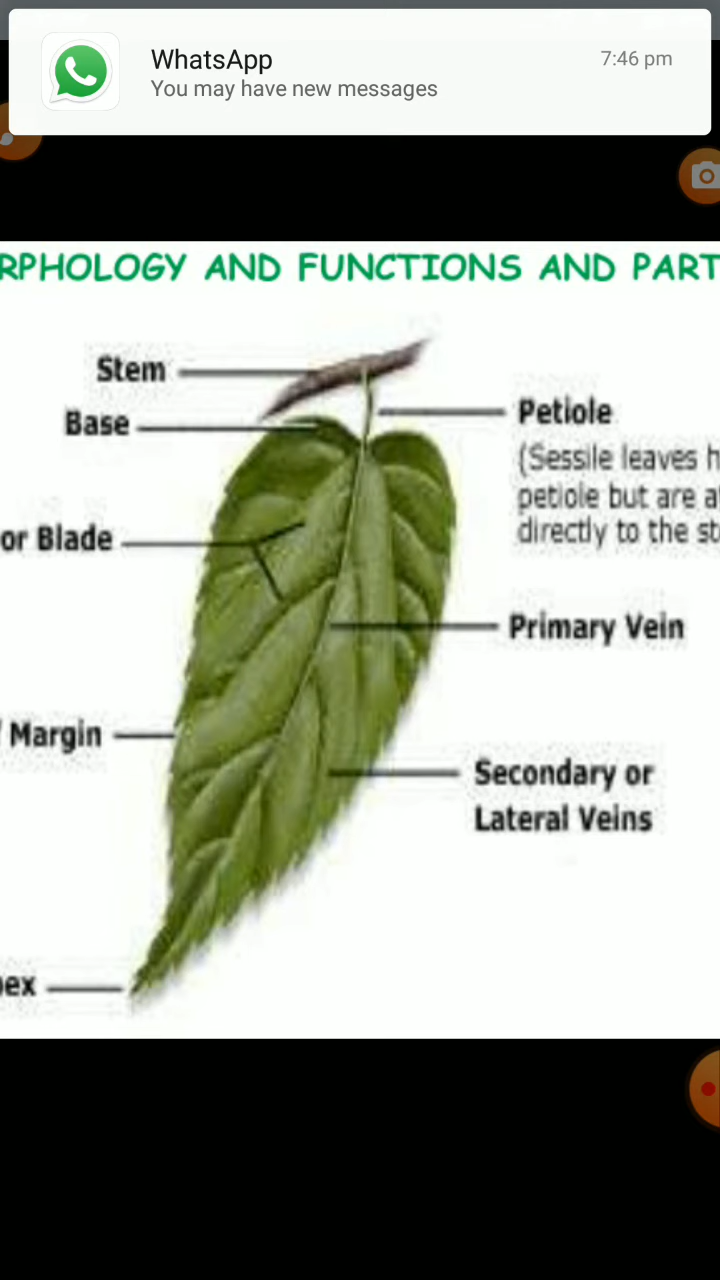 WhatsApp
7:46 pm
You may have new messages
RPHOLOGY AND FUNCTIONS AND PART
Stem
Base
Petiole
(Sessile leaves h
petiole but are a
directly to the st
or Blade
Primary Vein
Margin
Secondary or
Lateral Veins
ex